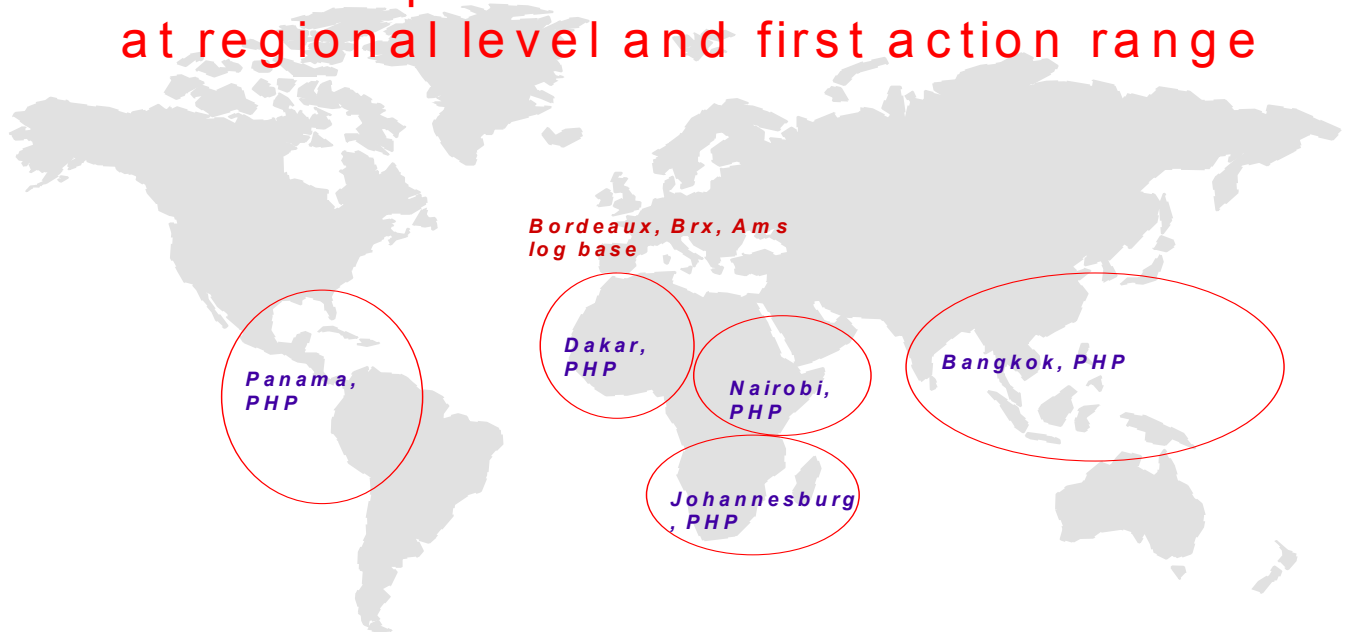 at regional level and first action range
Bordeaux, Brx, Ams
log base
Dakar,
PHP
Bangkok, PHP
Panama,
PHP
Nairobi,
PHP
Johannesburg
, PHP